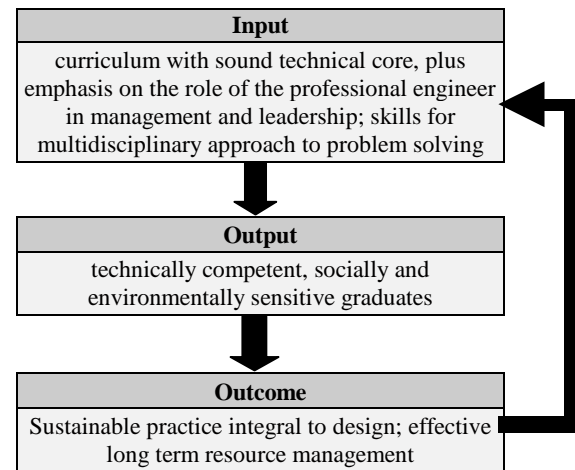 Input
curriculum with sound technical core, plus
emphasis on the role of the professional engineer
in management and leadership; skills for
multidisciplinary approach to problem solving
Output
technically competent, socially and
environmentally sensitive graduates
Outcome
Sustainable practice integral to design; effective
long term resource management